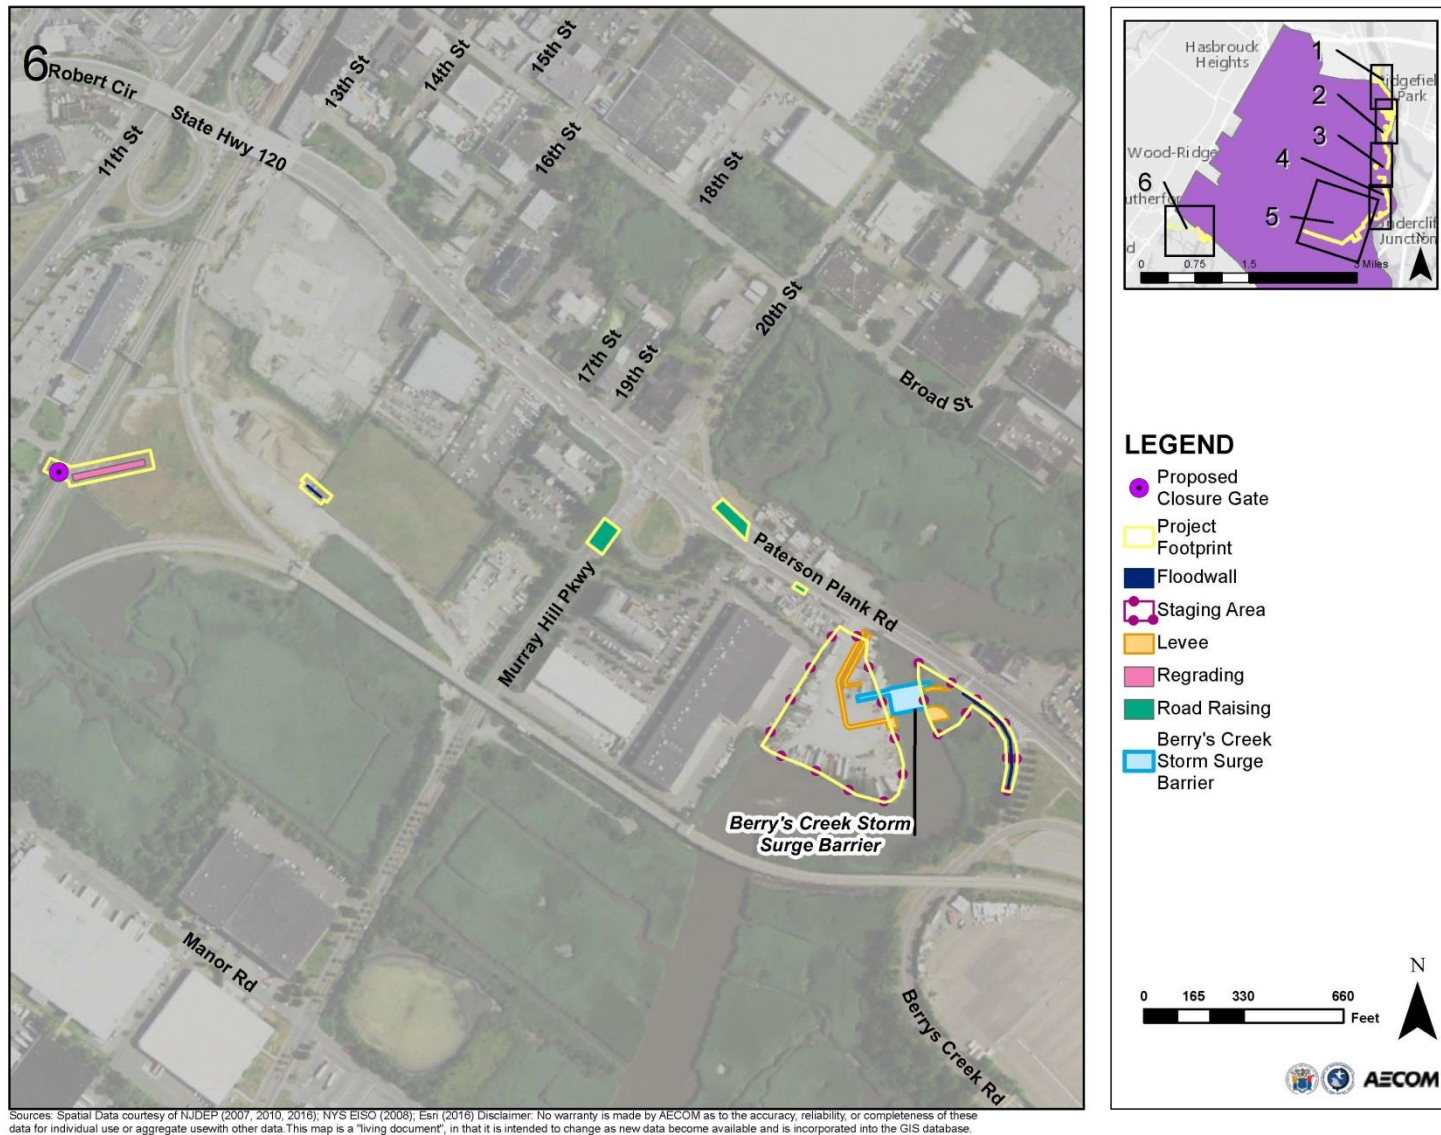 6
Robert Cir
State Hwy 120
11th St
13th St
14th St
15th St
16th St
18th St
17th St
19th St
20th St
Broad St
Murray Hill Pkwy
Paterson Plank Rd
Berry's Creek Storm
Surge Barrier
Manor Rd
Berrys Creek Rd
Hasbrouck
Heights
idgefiel
Park
Wood-Ridge
utherfor
d
nderclif
Junction
1
2
3
4
5
6
N
0 0.75 1.5 3 Miles
LEGEND
Proposed
Closure Gate
Project
Footprint
Floodwall
Staging Area
Levee
Regrading
Road Raising
Berry's Creek
Storm Surge
Barrier
N
0 165 330 660
Feet
AECOM
Sources: Spatial Data courtesy of NJDEP (2007, 2010, 2016); NYS EISO (2008); Esri (2016) Disclaimer: No warranty is made by AECOM as to the accuracy, reliability, or completeness of these
data for individual use or aggregate usewith other data.This map is a "living document", in that it is intended to change as new data become available and is incorporated into the GIS database.